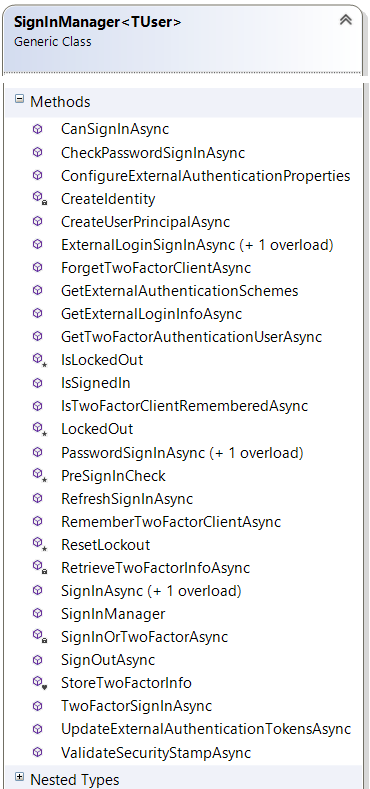 SignInManager<TUser>
Generic Class
Methods
CanSignInAsync
CheckPasswordSignInAsync
ConfigureExternalAuthenticationProperties
CreateIdentity
CreateUserPrincipalAsync
ExternalLoginSignInAsync (+ 1 overload)
ForgetTwoFactorClientAsync
GetExternalAuthenticationSchemes
GetExternalLoginInfoAsync
GetTwoFactorAuthenticationUserAsync
IsLockedOut
IsSignedIn
IsTwoFactorClientRememberedAsync
LockedOut
PasswordSignInAsync (+ 1 overload)
PreSignInCheck
RefreshSignInAsync
RememberTwoFactorClientAsync
ResetLockout
RetrieveTwoFactorInfoAsync
SignInAsync (+ 1 overload)
SignInManager
SignInOrTwoFactorAsync
SignOutAsync
StoreTwoFactorInfo
TwoFactorSignInAsync
UpdateExternalAuthenticationTokensAsync
ValidateSecurityStampAsync
Nested Types